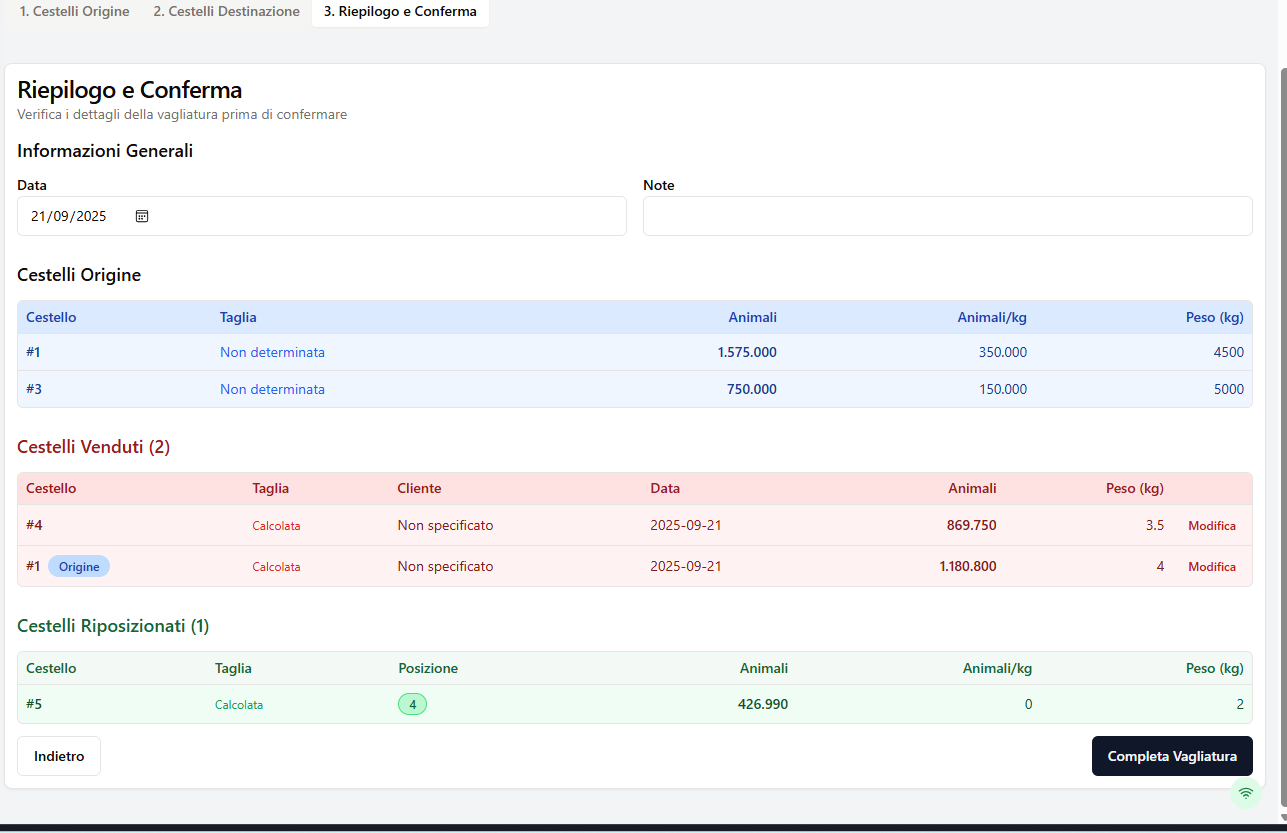 1. Cestelli Origine 2. Cestelli Destinazione 3. Riepilogo e Conferma
Riepilogo e Conferma
Verifica i dettagli della vagliatura prima di confermare
Informazioni Generali
Data Note
21/09/2025
Cestelli Origine
Cestello Taglia Animali Animali/kg Peso (kg)
#1 Non determinata 1.575.000 350.000 4500
#3 Non determinata 750.000 150.000 5000
Cestelli Venduti (2)
Cestello Taglia Cliente Data Animali Peso (kg)
#4 Calcolata Non specificato 2025-09-21 869.750 3.5 Modifica
#1 Origine Calcolata Non specificato 2025-09-21 1.180.800 4 Modifica
Cestelli Riposizionati (1)
Cestello Taglia Posizione Animali Animali/kg Peso (kg)
#5 Calcolata 4 426.990 0 2
Indietro Completa Vagliatura